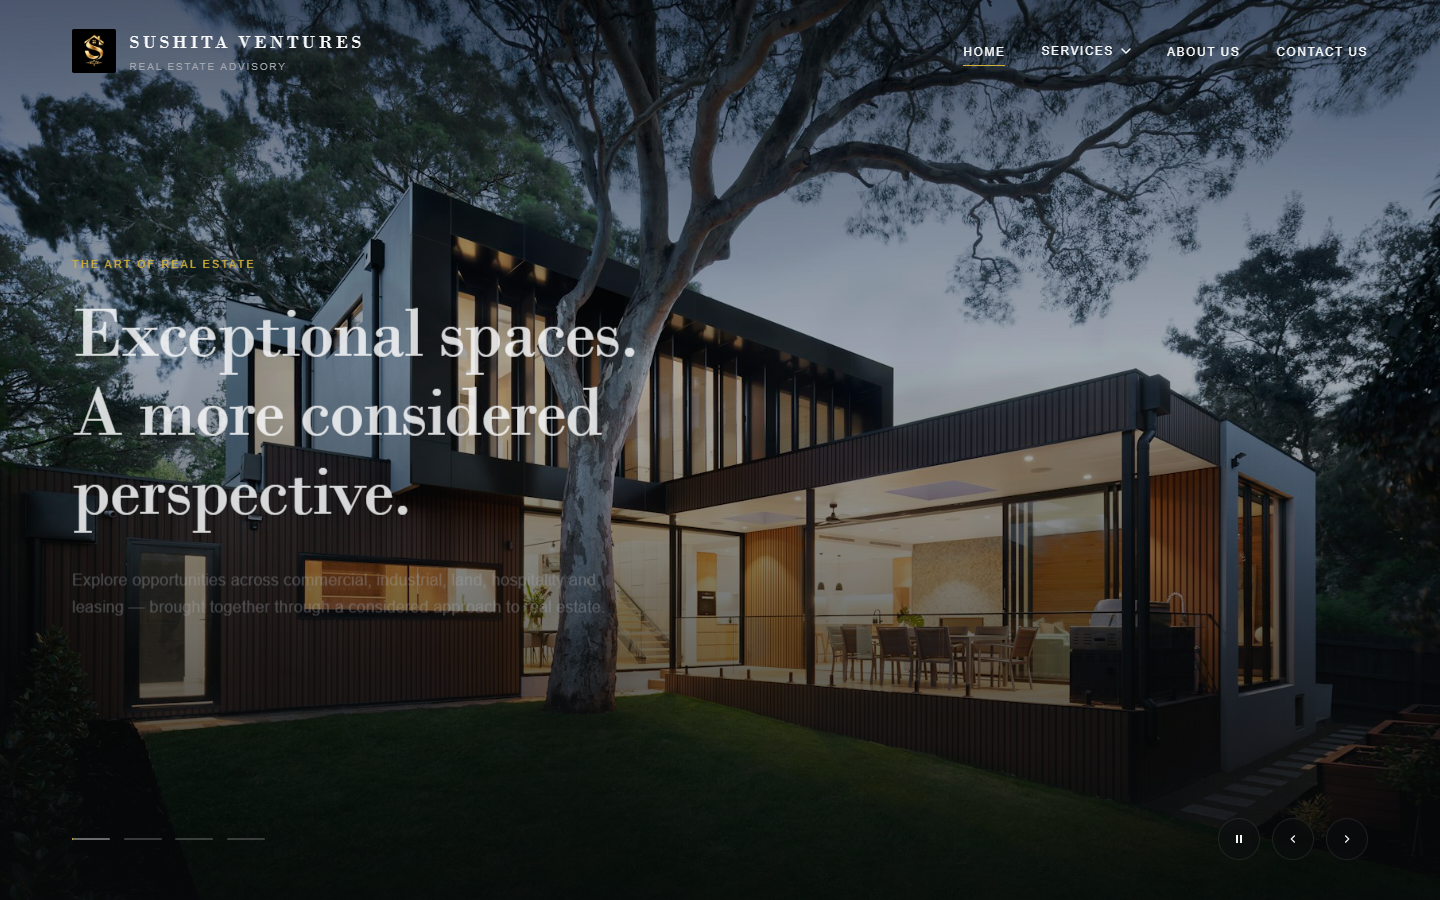 SUSHITA VENTURES
REAL ESTATE ADVISORY
HOME
SERVICES
ABOUT US
CONTACT US
THE ART OF REAL ESTATE
Exceptional spaces.
A more considered
perspective.
Explore opportunities across commercial, industrial, land, hospitality and
leasing — brought together through a considered approach to real estate.